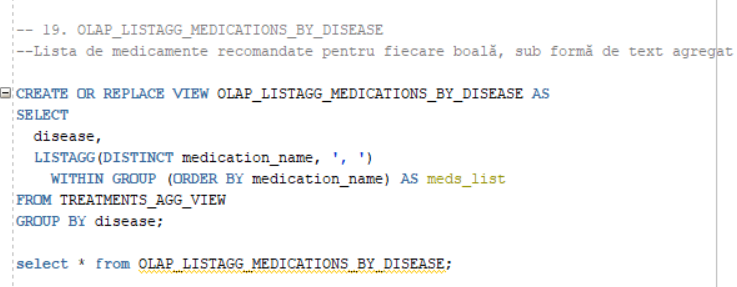 -- 19. OLAP_LISTAGG_MEDICATIONS_BY_DISEASE
--Lista de medicamente recomandate pentru fiecare boală, sub formă de text agregat
CREATE OR REPLACE VIEW OLAP_LISTAGG_MEDICATIONS_BY_DISEASE AS
SELECT
disease,
LISTAGG(DISTINCT medication_name, ', ')
WITHIN GROUP (ORDER BY medication_name) AS meds_list
FROM TREATMENTS_AGG_VIEW
GROUP BY disease;
select * from OLAP_LISTAGG_MEDICATIONS_BY_DISEASE;